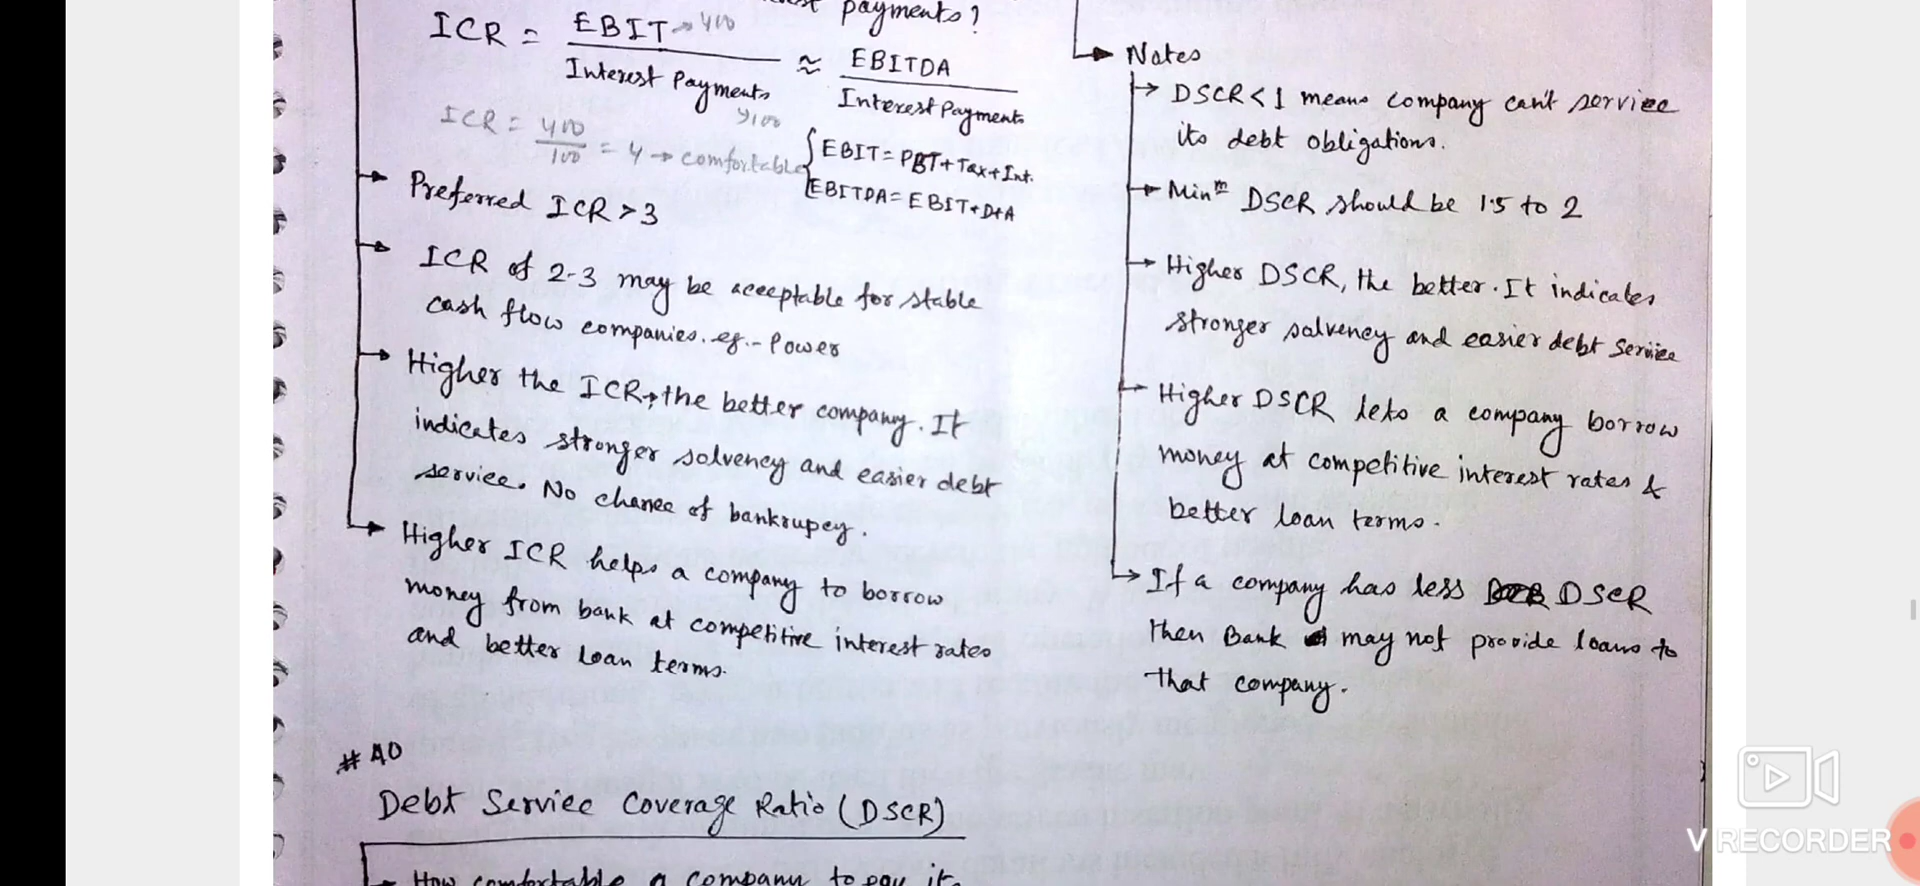 est payments?
ICR = EBIT → 400
Interest Payments ≈ EBITDA
Interest Payments
→100
ICR = 400
100 = 4 → comfortable
{EBIT = PBT + Tax + Int.
EBITDA = EBIT + D+A
Preferred ICR > 3
ICR of 2-3 may be acceptable for stable
cash flow companies. eg.- Power
Higher the ICR, the better company. It
indicates stronger solvency and easier debt
service. No chance of bankrupcy.
Higher ICR helps a company to borrow
money from bank at competitive interest rates
and better loan terms.
# 40
Debt Service Coverage Ratio (DSCR)
How comfortable a company to pay its
Notes
DSCR < 1 means company can't service
its debt obligations.
Minᵐ DSCR should be 1.5 to 2
Higher DSCR, the better. It indicates
stronger solvency and easier debt service
Higher DSCR lets a company borrow
money at competitive interest rates &
better loan terms.
If a company has less DSCR
then Bank may not provide loans to
that company.
V RECORDER